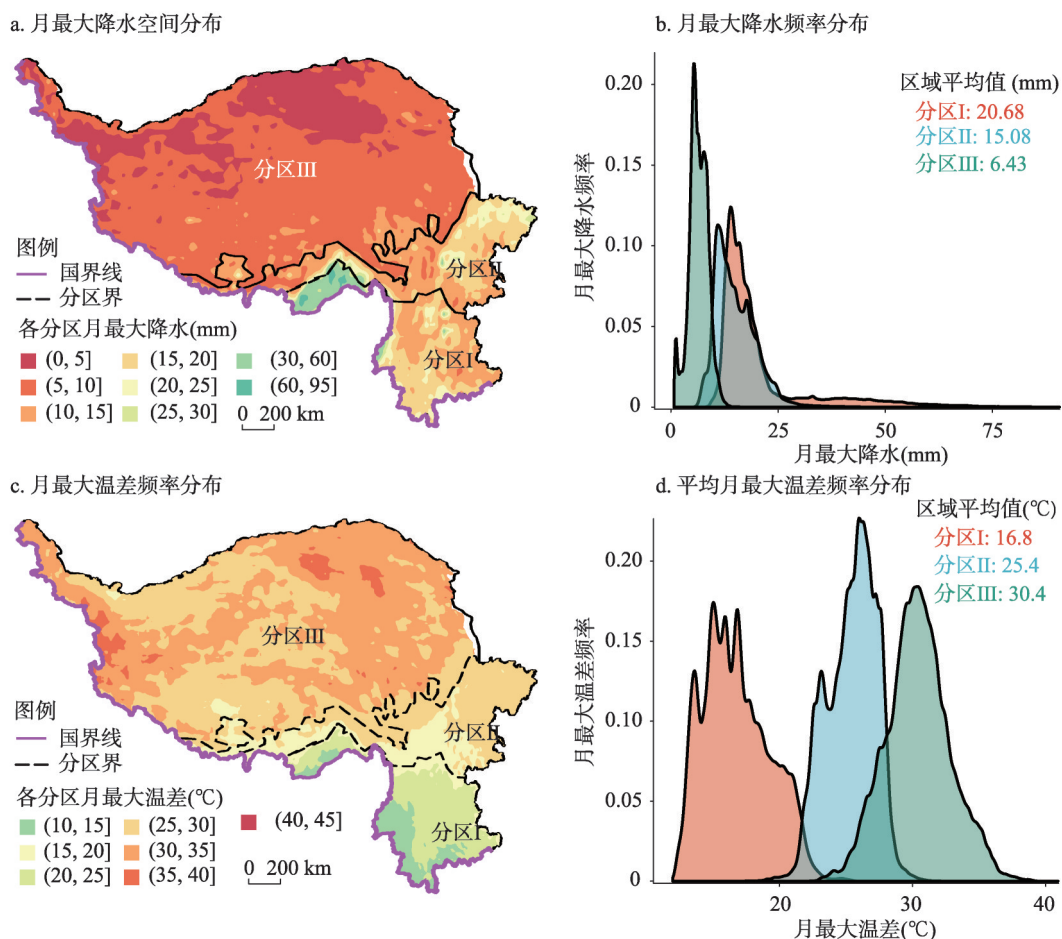 a. 月最大降水空间分布
分区III
分区II
分区I
图例
国界线
分区界
各分区月最大降水(mm)
(0, 5] (15, 20] (30, 60]
(5, 10] (20, 25] (60, 95]
(10, 15] (25, 30] 0 200 km
b. 月最大降水频率分布
区域平均值 (mm)
分区I: 20.68
分区II: 15.08
分区III: 6.43
月最大降水频率
0.20
0.15
0.10
0.05
0
0 25 50 75
月最大降水(mm)
c. 月最大温差频率分布
分区III
分区II
分区I
图例
国界线
分区界
各分区月最大温差(℃)
(10, 15] (25, 30] (40, 45]
(15, 20] (30, 35]
(20, 25] (35, 40] 0 200 km
d. 平均月最大温差频率分布
区域平均值(℃)
分区I: 16.8
分区II: 25.4
分区III: 30.4
月最大温差频率
0.20
0.15
0.10
0.05
0
20 30 40
月最大温差(℃)